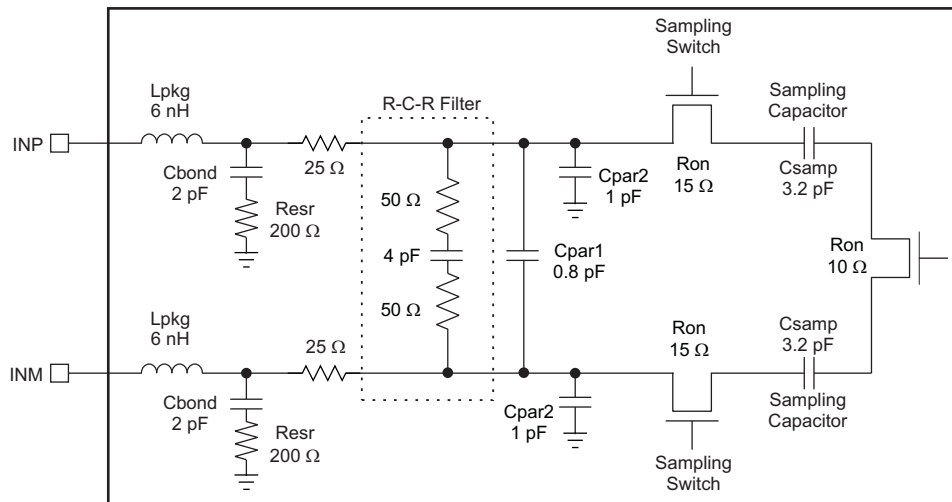 Sampling
Switch
Lpkg
6 nH
R-C-R Filter
Sampling
Capacitor
INP
25 Ω
Cbond
2 pF
Resr
200 Ω
50 Ω
4 pF
50 Ω
Cpar1
0.8 pF
Cpar2
1 pF
Ron
15 Ω
Csamp
3.2 pF
Ron
10 Ω
Lpkg
6 nH
25 Ω
Ron
15 Ω
Csamp
3.2 pF
INM
Cbond
2 pF
Resr
200 Ω
Cpar2
1 pF
Sampling
Capacitor
Sampling
Switch